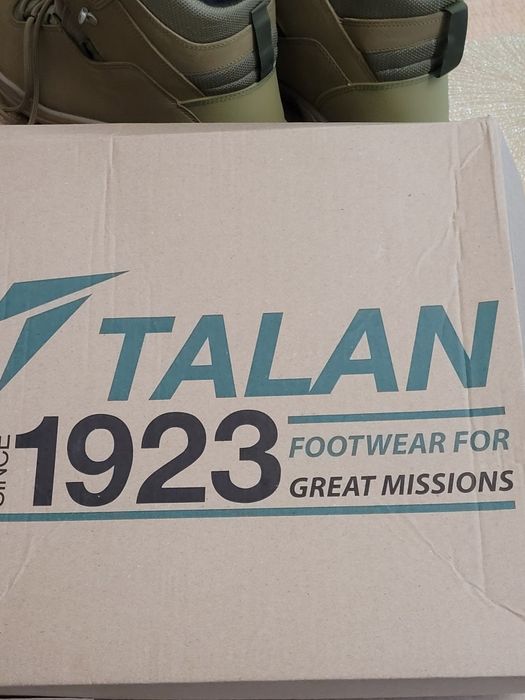 TALAN
SINCE 1923
FOOTWEAR FOR
GREAT MISSIONS